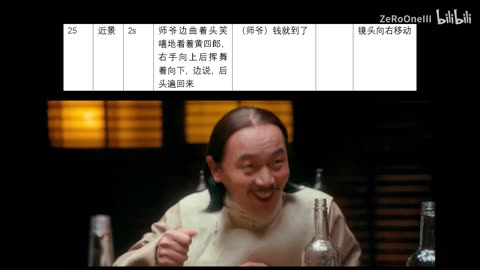 ZeRoOneIII bilibili
25 近景 2s 师爷边曲着头笑 （师爷）钱就到了 镜头向右移动
嘻地看着黄四郎，
右手向上后挥舞
着向下，边说，后
头遍回来